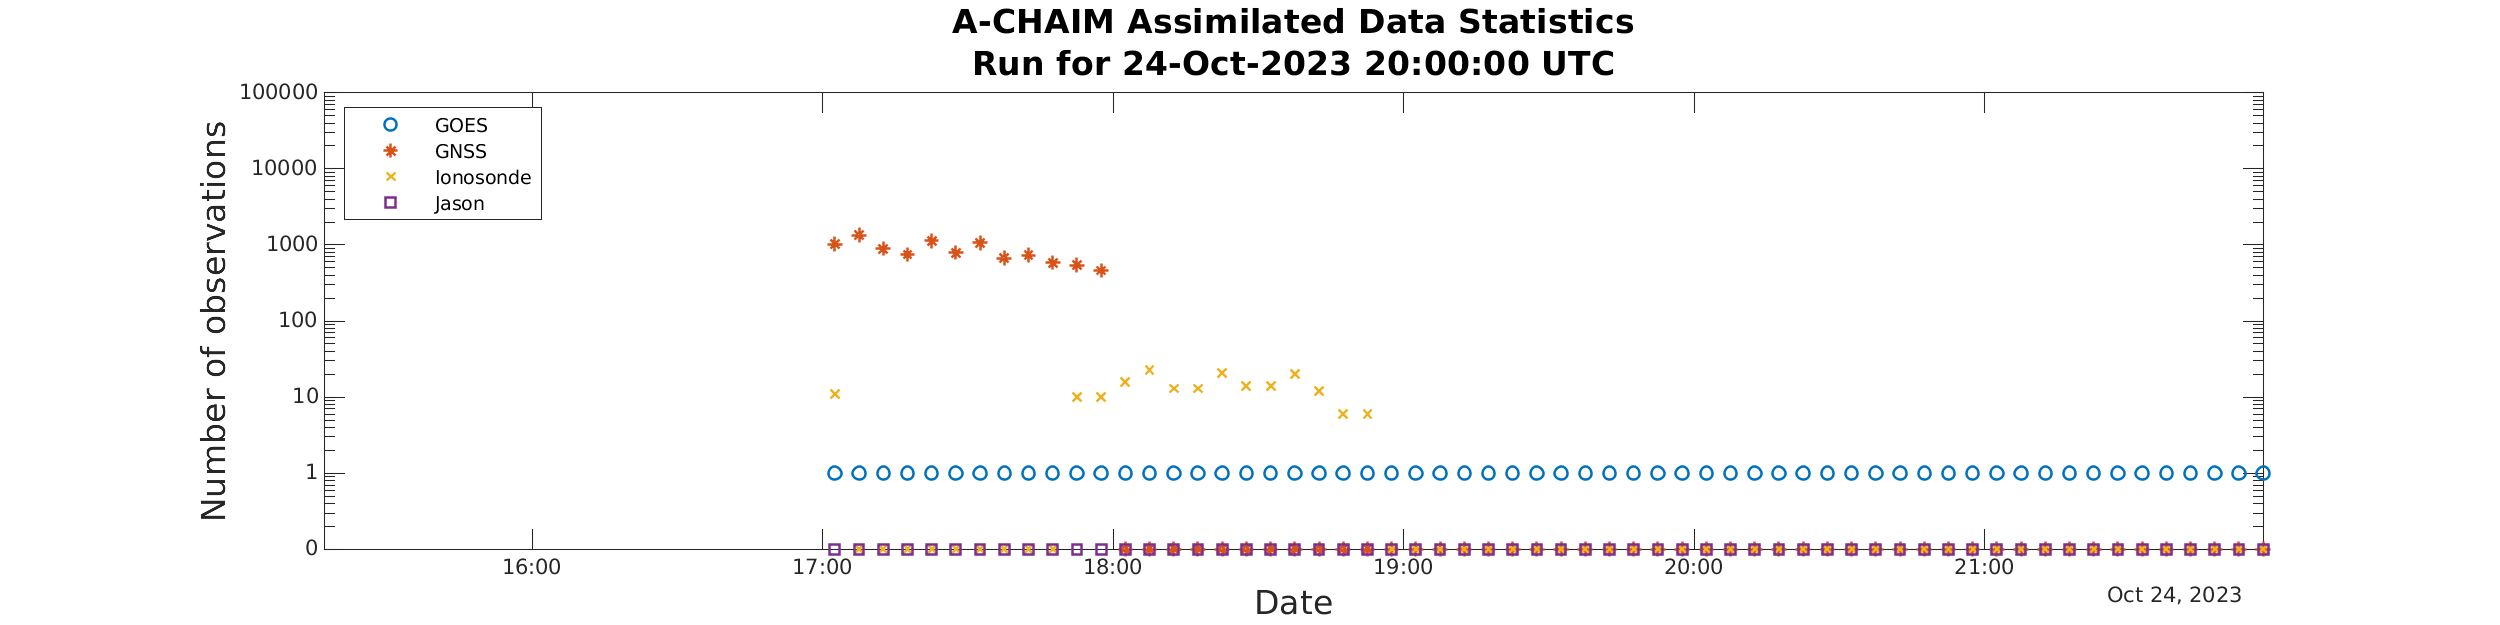 A-CHAIM Assimilated Data Statistics
Run for 24-Oct-2023 20:00:00 UTC
Number of observations
100000
10000
1000
100
10
1
0
GOES
GNSS
Ionosonde
Jason
16:00 17:00 18:00 19:00 20:00 21:00
Date
Oct 24, 2023